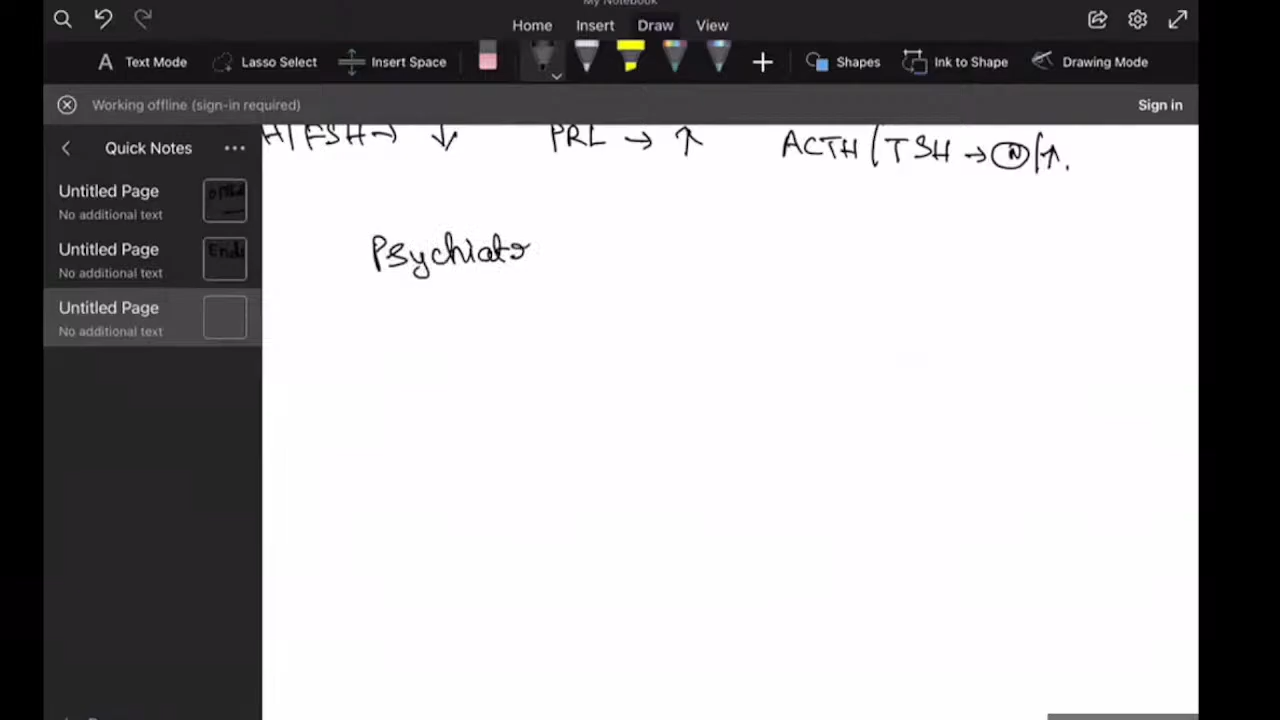 My Notebook
Home Insert Draw View
Text Mode Lasso Select Insert Space Shapes Ink to Shape Drawing Mode
Working offline (sign-in required) Sign in
Quick Notes
Untitled Page
No additional text
Untitled Page
No additional text
Untitled Page
No additional text
H/FSH → ↓ PRL → ↑ ACTH/TSH → N/↑.
Psychiatr